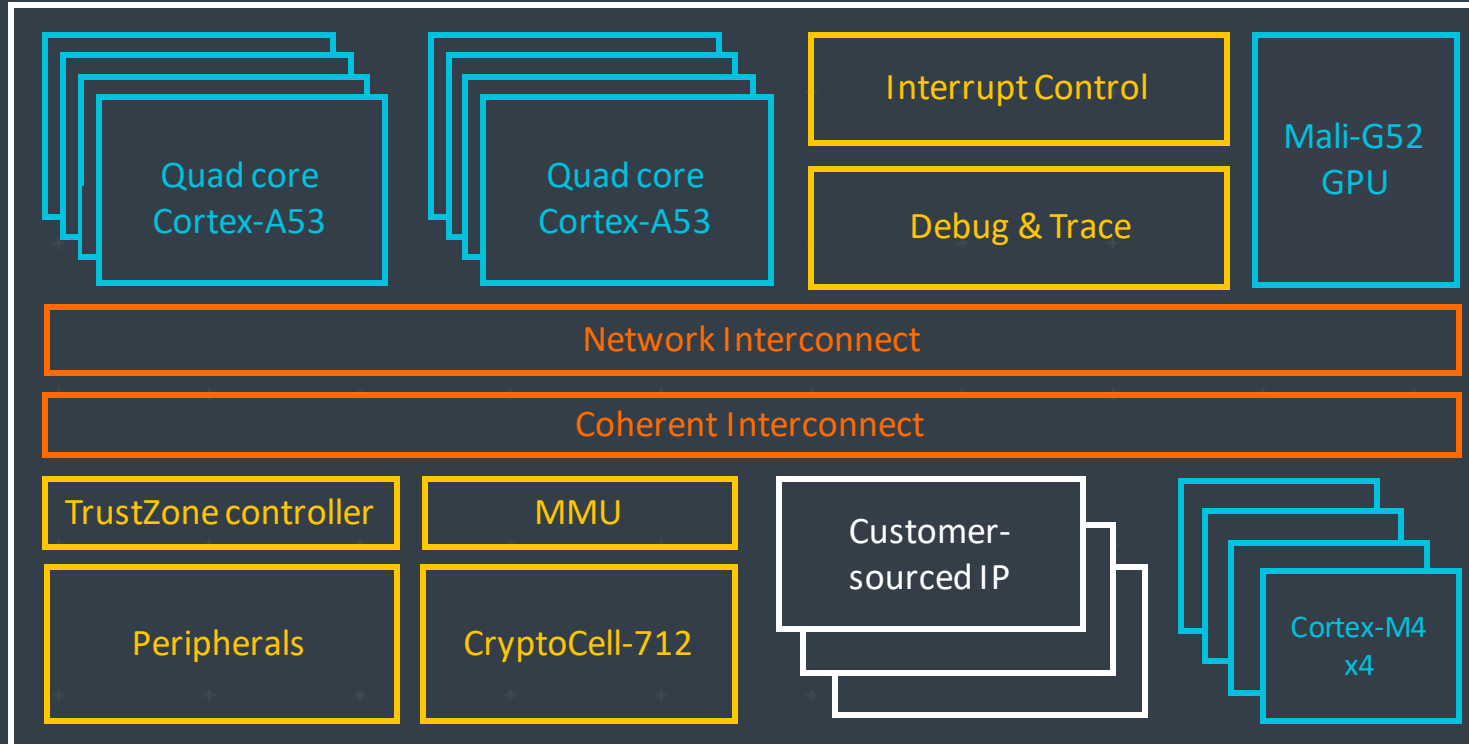 Quad core
Cortex-A53
Quad core
Cortex-A53
Interrupt Control
Debug & Trace
Mali-G52
GPU
Network Interconnect
Coherent Interconnect
TrustZone controller
MMU
Peripherals
CryptoCell-712
Customer-
sourced IP
Cortex-M4
x4